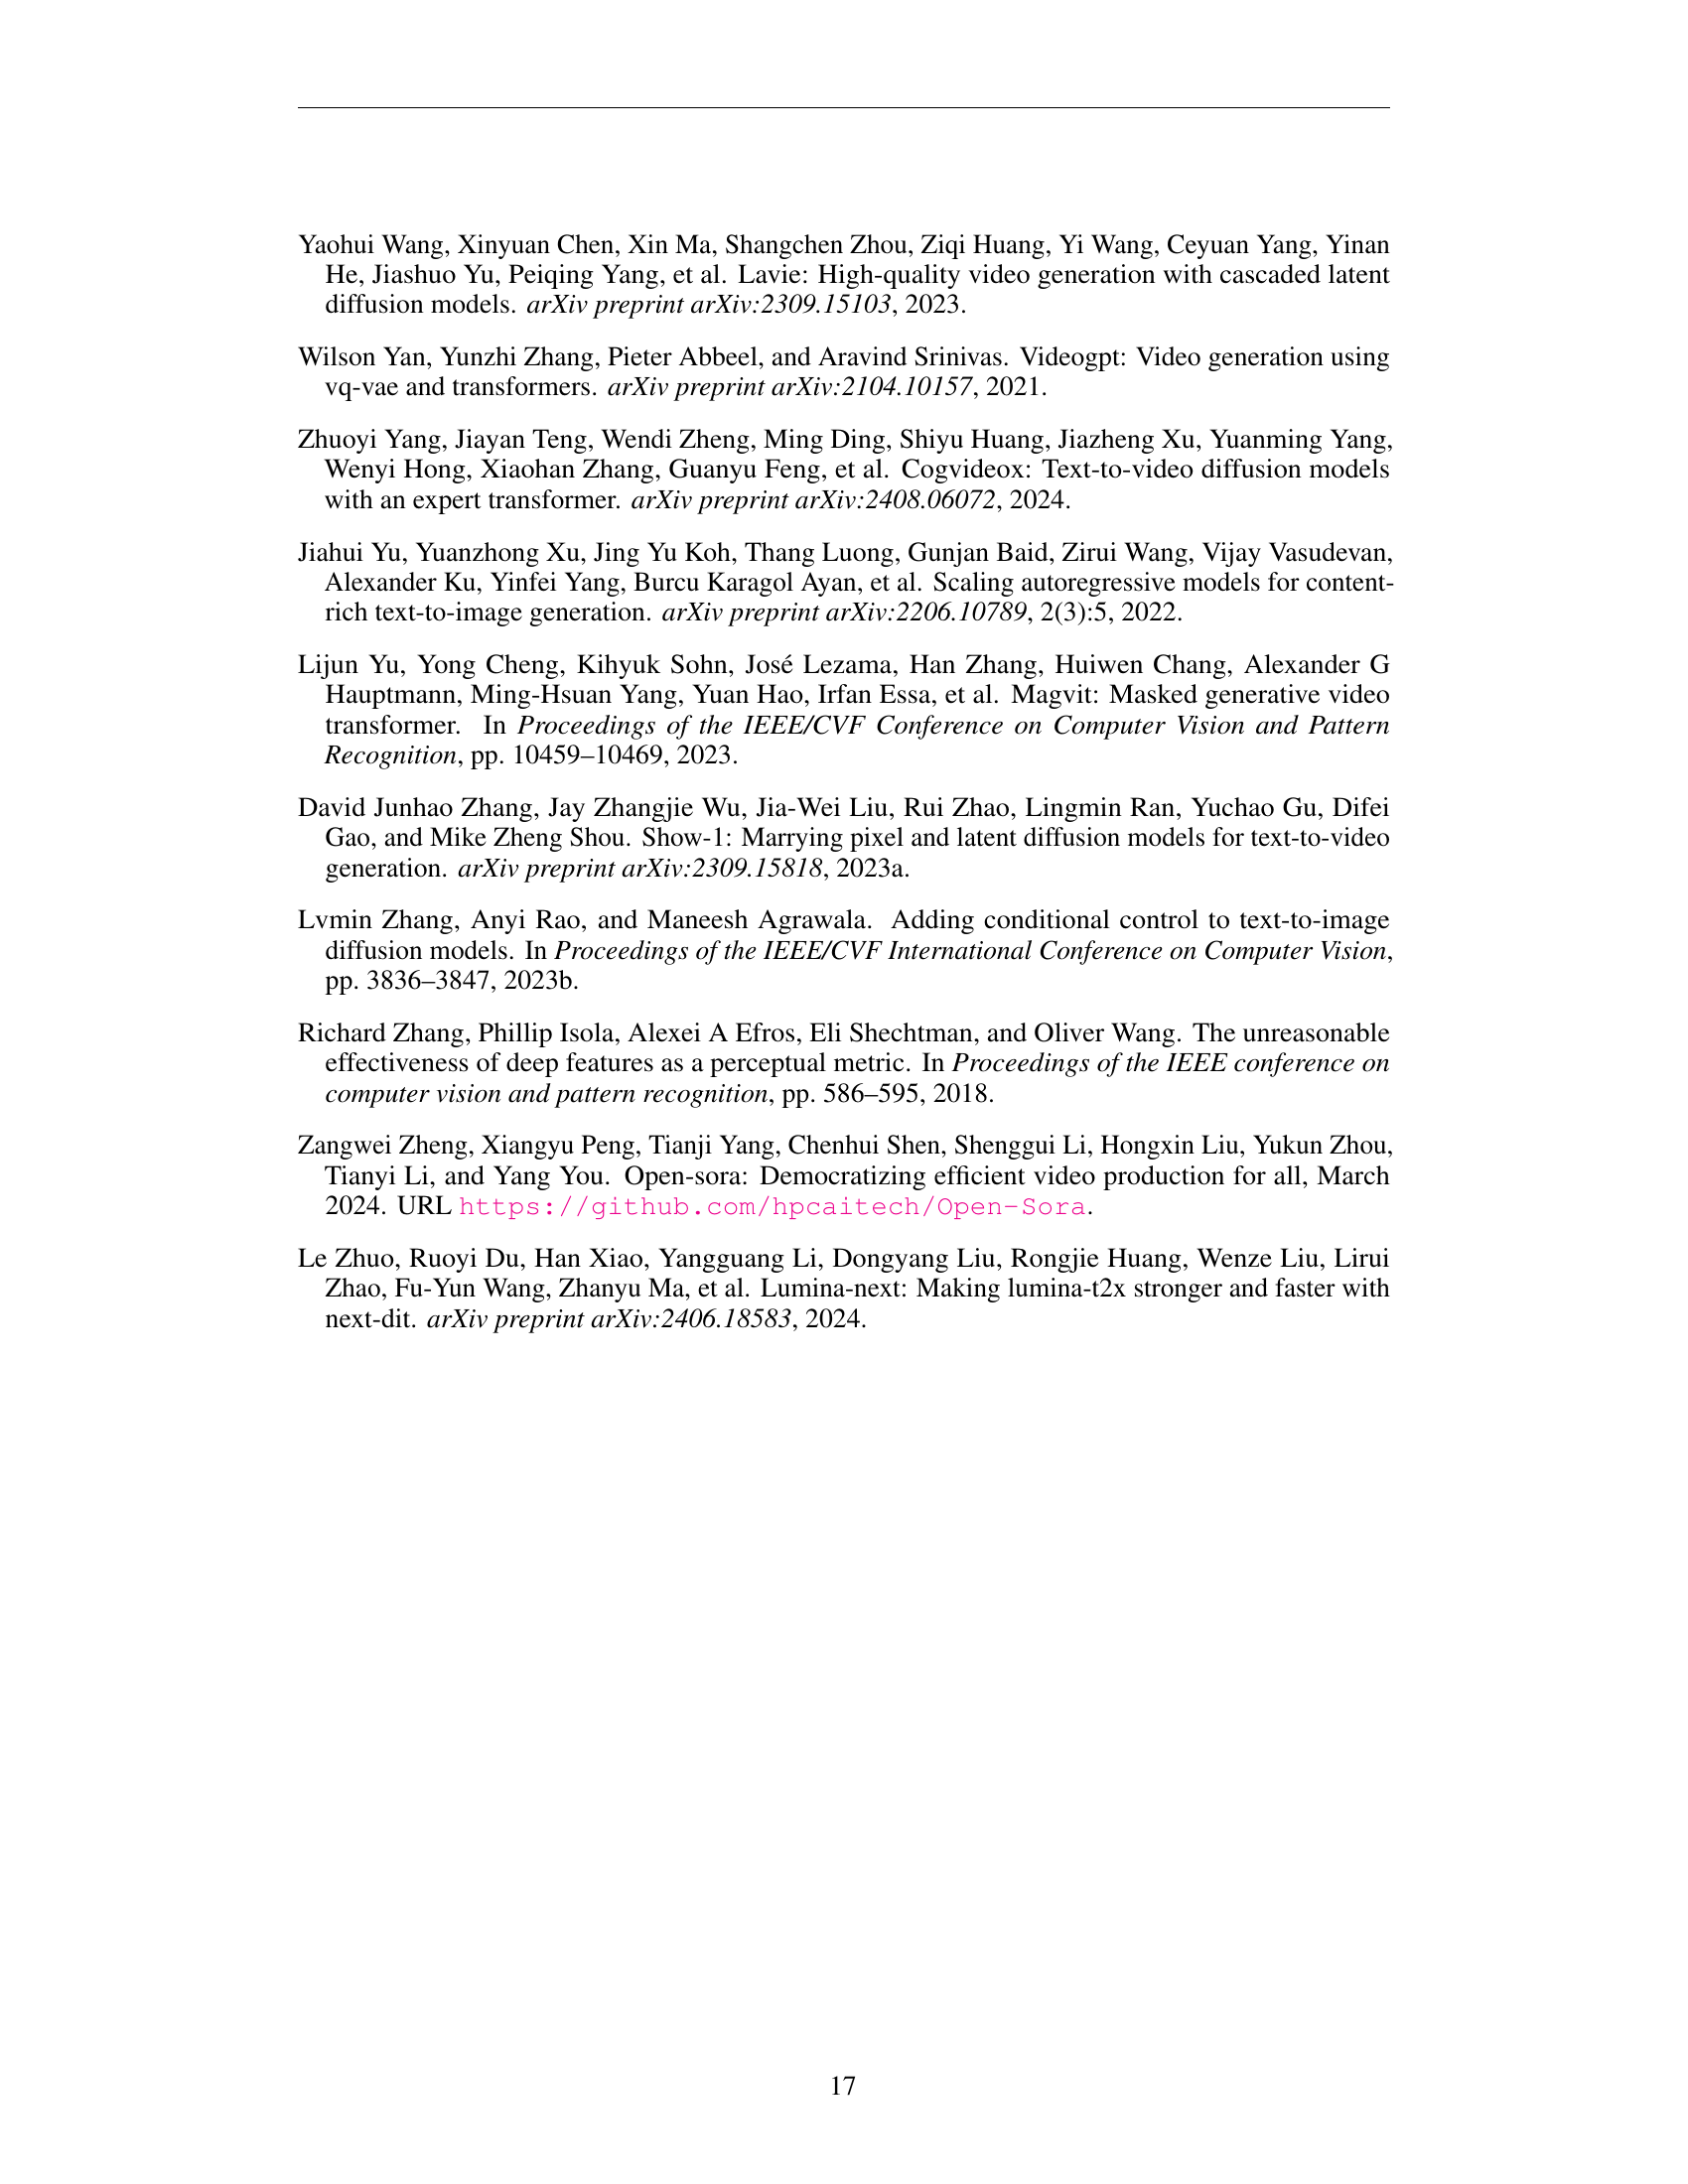 Yaohui Wang, Xinyuan Chen, Xin Ma, Shangchen Zhou, Ziqi Huang, Yi Wang, Ceyuan Yang, Yinan
He, Jiashuo Yu, Peiqing Yang, et al. Lavie: High-quality video generation with cascaded latent
diffusion models. arXiv preprint arXiv:2309.15103, 2023.
Wilson Yan, Yunzhi Zhang, Pieter Abbeel, and Aravind Srinivas. Videogpt: Video generation using
vq-vae and transformers. arXiv preprint arXiv:2104.10157, 2021.
Zhuoyi Yang, Jiayan Teng, Wendi Zheng, Ming Ding, Shiyu Huang, Jiazheng Xu, Yuanming Yang,
Wenyi Hong, Xiaohan Zhang, Guanyu Feng, et al. Cogvideox: Text-to-video diffusion models
with an expert transformer. arXiv preprint arXiv:2408.06072, 2024.
Jiahui Yu, Yuanzhong Xu, Jing Yu Koh, Thang Luong, Gunjan Baid, Zirui Wang, Vijay Vasudevan,
Alexander Ku, Yinfei Yang, Burcu Karagol Ayan, et al. Scaling autoregressive models for content-
rich text-to-image generation. arXiv preprint arXiv:2206.10789, 2(3):5, 2022.
Lijun Yu, Yong Cheng, Kihyuk Sohn, José Lezama, Han Zhang, Huiwen Chang, Alexander G
Hauptmann, Ming-Hsuan Yang, Yuan Hao, Irfan Essa, et al. Magvit: Masked generative video
transformer. In Proceedings of the IEEE/CVF Conference on Computer Vision and Pattern
Recognition, pp. 10459–10469, 2023.
David Junhao Zhang, Jay Zhangjie Wu, Jia-Wei Liu, Rui Zhao, Lingmin Ran, Yuchao Gu, Difei
Gao, and Mike Zheng Shou. Show-1: Marrying pixel and latent diffusion models for text-to-video
generation. arXiv preprint arXiv:2309.15818, 2023a.
Lvmin Zhang, Anyi Rao, and Maneesh Agrawala. Adding conditional control to text-to-image
diffusion models. In Proceedings of the IEEE/CVF International Conference on Computer Vision,
pp. 3836–3847, 2023b.
Richard Zhang, Phillip Isola, Alexei A Efros, Eli Shechtman, and Oliver Wang. The unreasonable
effectiveness of deep features as a perceptual metric. In Proceedings of the IEEE conference on
computer vision and pattern recognition, pp. 586–595, 2018.
Zangwei Zheng, Xiangyu Peng, Tianji Yang, Chenhui Shen, Shenggui Li, Hongxin Liu, Yukun Zhou,
Tianyi Li, and Yang You. Open-sora: Democratizing efficient video production for all, March
2024. URL https://github.com/hpcaitech/Open-Sora.
Le Zhuo, Ruoyi Du, Han Xiao, Yangguang Li, Dongyang Liu, Rongjie Huang, Wenze Liu, Lirui
Zhao, Fu-Yun Wang, Zhanyu Ma, et al. Lumina-next: Making lumina-t2x stronger and faster with
next-dit. arXiv preprint arXiv:2406.18583, 2024.
17